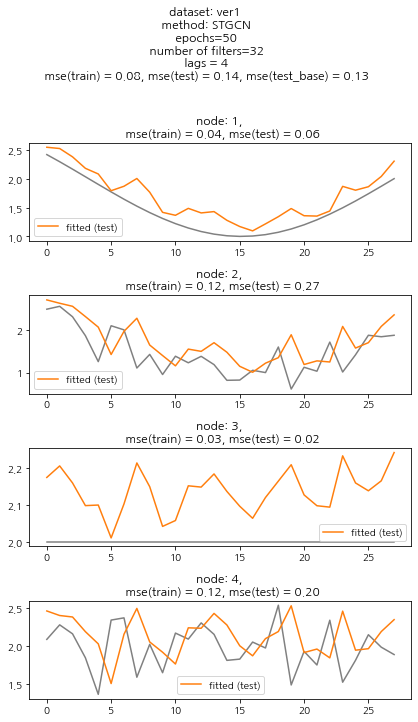 dataset: ver1
method: STGCN
epochs=50
number of filters=32
lags = 4
mse(train) = 0.08, mse(test) = 0.14, mse(test_base) = 0.13
node: 1,
mse(train) = 0.04, mse(test) = 0.06
2.5
2.0
1.5
1.0
fitted (test)
0 5 10 15 20 25
node: 2,
mse(train) = 0.12, mse(test) = 0.27
2
1
fitted (test)
0 5 10 15 20 25
node: 3,
mse(train) = 0.03, mse(test) = 0.02
2.2
2.1
2.0
fitted (test)
0 5 10 15 20 25
node: 4,
mse(train) = 0.12, mse(test) = 0.20
2.5
2.0
1.5
fitted (test)
0 5 10 15 20 25